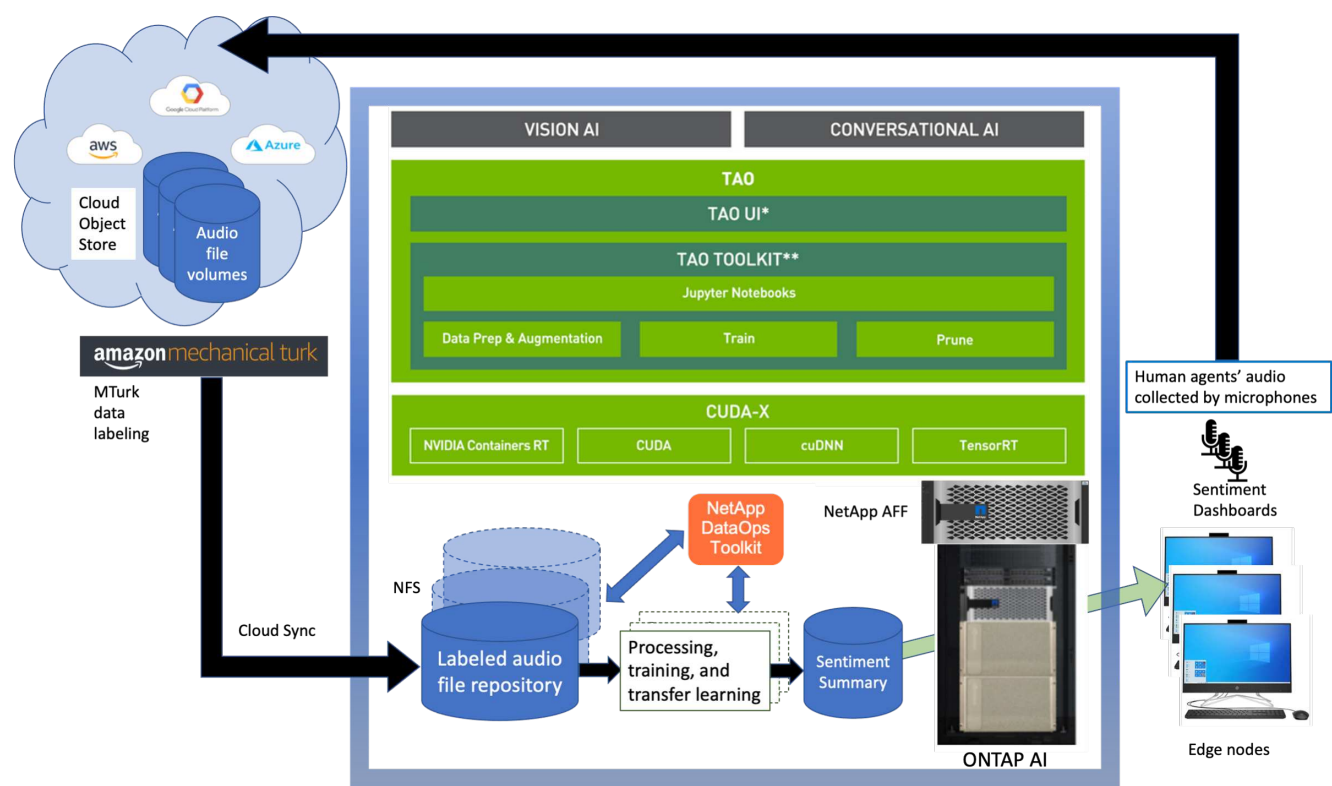 Google Cloud Platform
aws
Azure
Cloud
Object
Store
Audio
file
volumes
amazon mechanical turk
MTurk
data
labeling
Cloud Sync
VISION AI
CONVERSATIONAL AI
TAO
TAO UI*
TAO TOOLKIT**
Jupyter Notebooks
Data Prep & Augmentation
Train
Prune
CUDA-X
NVIDIA Containers RT
CUDA
cuDNN
TensorRT
NetApp
DataOps
Toolkit
NetApp AFF
NFS
Labeled audio
file repository
Processing,
training, and
transfer learning
Sentiment
Summary
ONTAP AI
Human agents’ audio
collected by microphones
Sentiment
Dashboards
Edge nodes